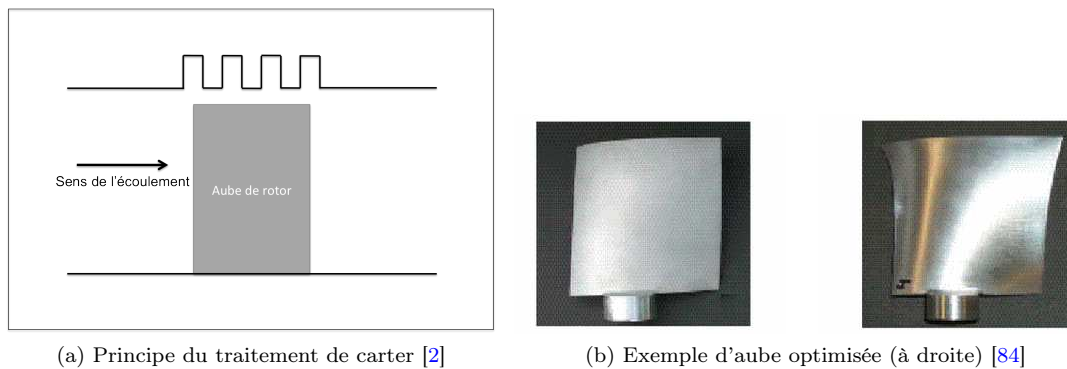 Sens de l'écoulement
Aube de rotor
(a) Principe du traitement de carter [2]
(b) Exemple d'aube optimisée (à droite) [84]